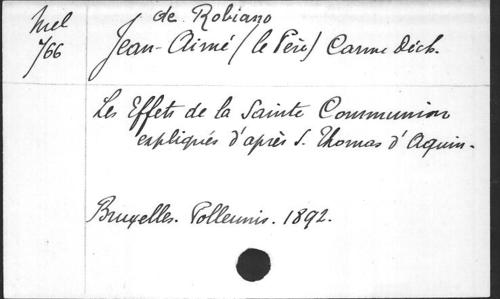 Mel
766
de Robiano
Jean-Aimé (le Père) Carme Déch.
Les Effets de la Sainte Communion
expliqués d'après S. Thomas d'Aquin.
Bruxelles. Polleunis. 1892.